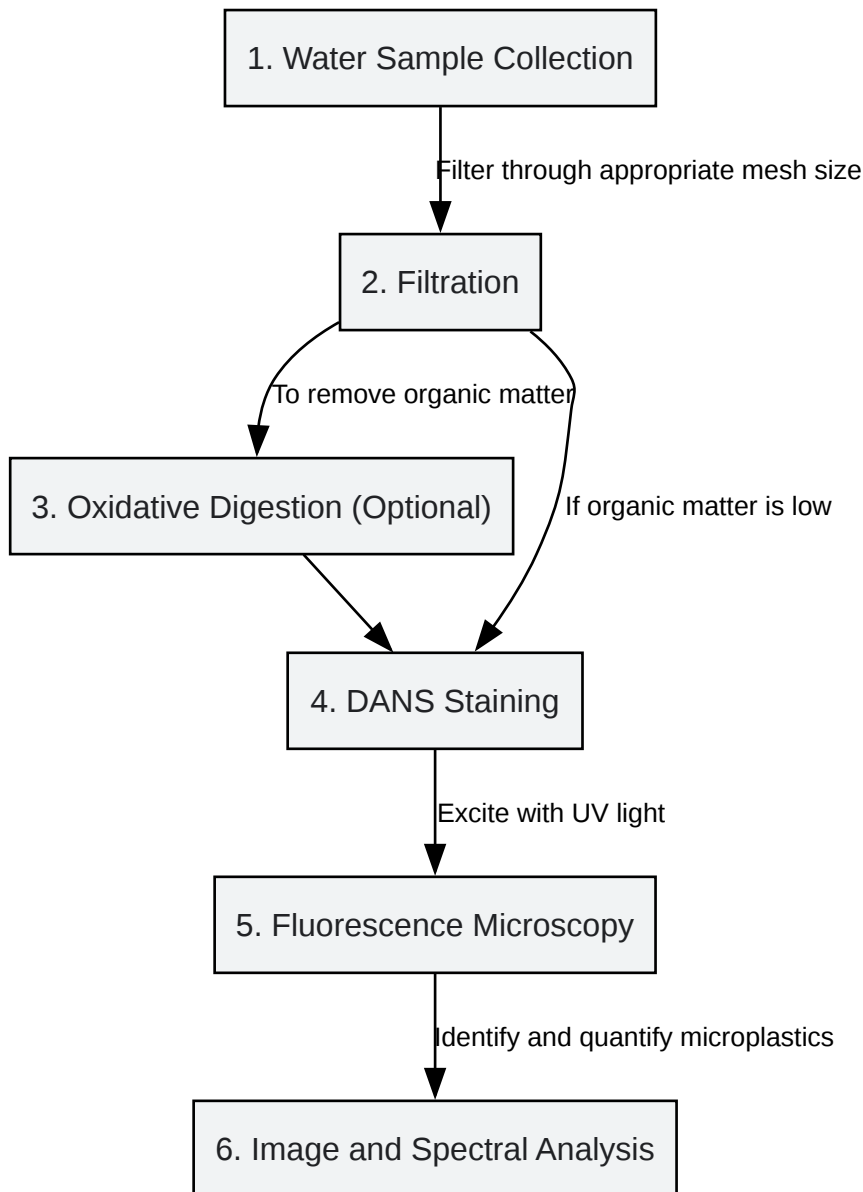 1. Water Sample Collection
Filter through appropriate mesh size
2. Filtration
To remove organic matter
3. Oxidative Digestion (Optional)
If organic matter is low
4. DANS Staining
Excite with UV light
5. Fluorescence Microscopy
Identify and quantify microplastics
6. Image and Spectral Analysis